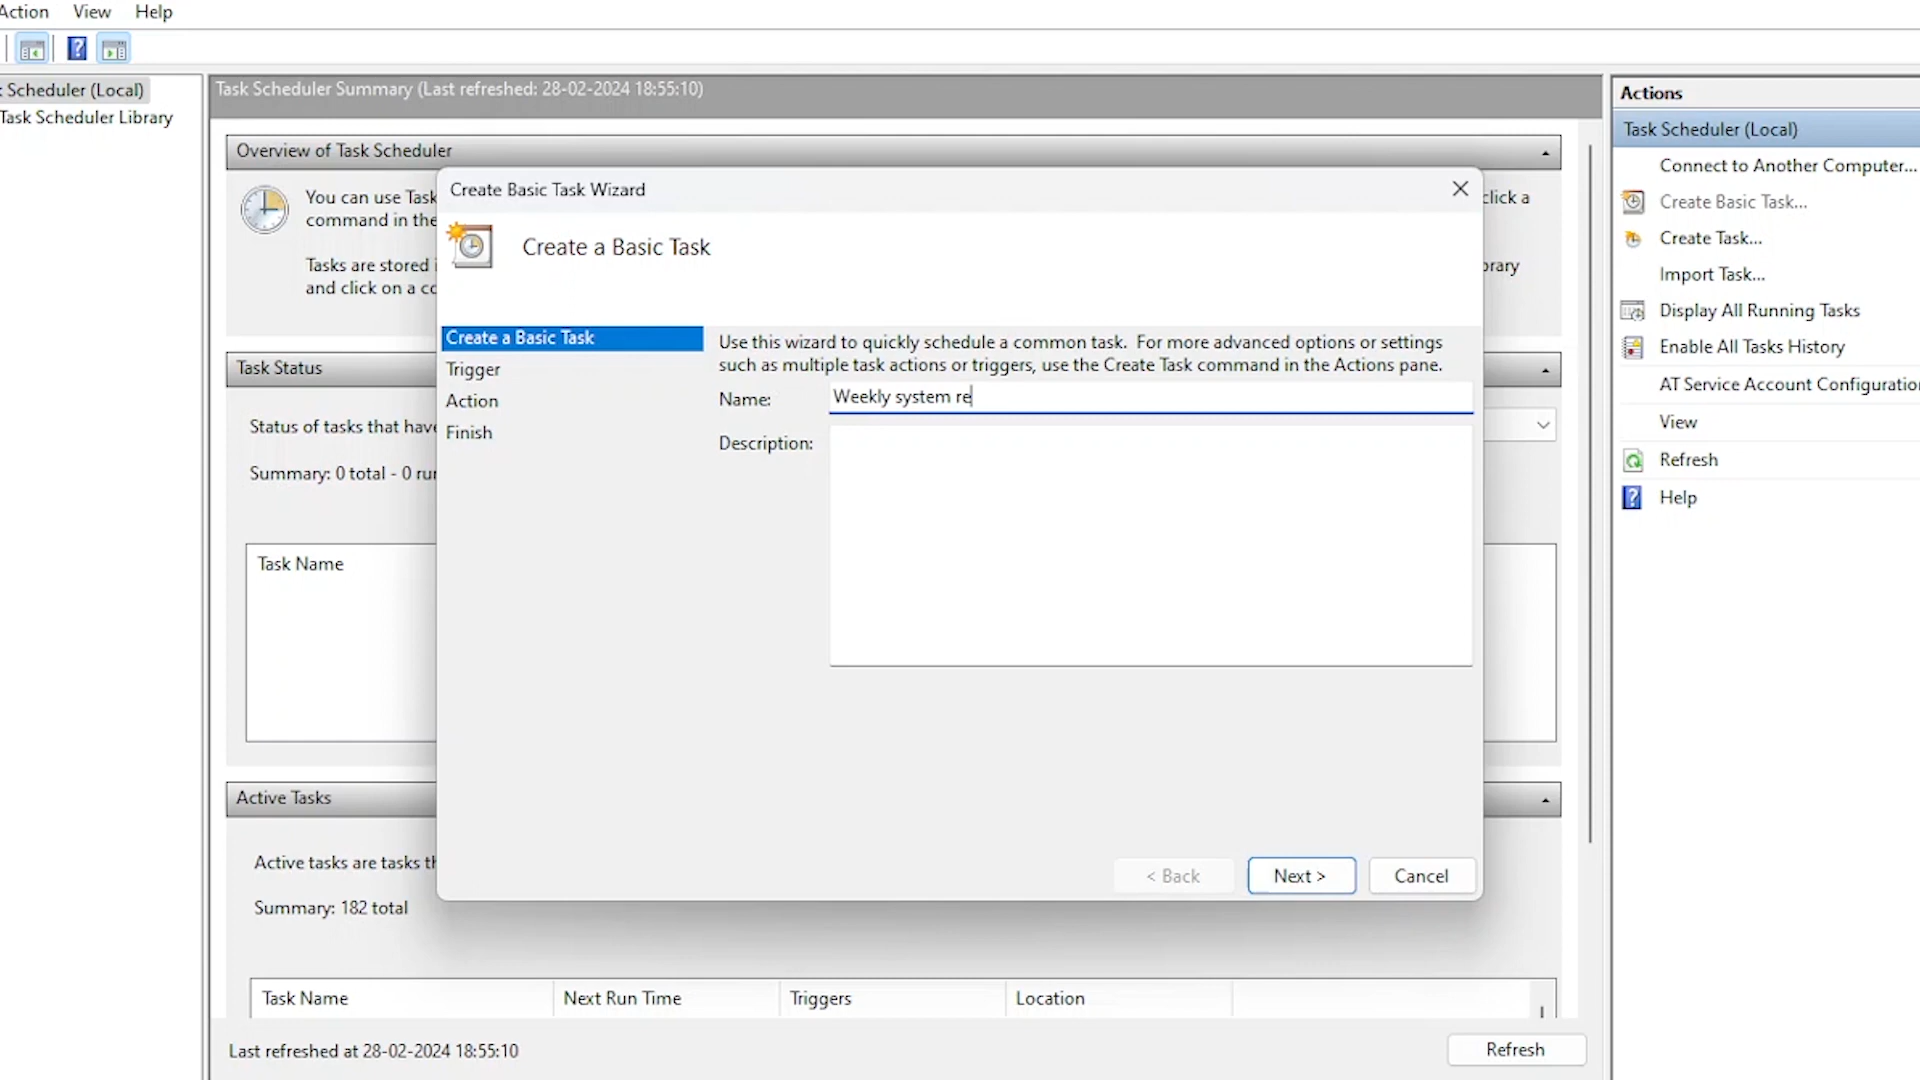 Action View Help
Scheduler (Local)
Task Scheduler Library
Task Scheduler Summary (Last refreshed: 28-02-2024 18:55:10)
Overview of Task Scheduler
You can use Task
command in the
click a
Tasks are stored
and click on a
Create Basic Task Wizard
Create a Basic Task
Create a Basic Task
Trigger
Action
Finish
Use this wizard to quickly schedule a common task. For more advanced options or settings
such as multiple task actions or triggers, use the Create Task command in the Actions pane.
Name:
Weekly system re
Description:
< Back
Next >
Cancel
Task Status
Status of tasks that have
Summary: 0 total - 0
Task Name
Active Tasks
Active tasks are tasks
Summary: 182 total
Task Name Next Run Time Triggers Location
Last refreshed at 28-02-2024 18:55:10
Refresh
Actions
Task Scheduler (Local)
Connect to Another Computer...
Create Basic Task...
Create Task...
Import Task...
Display All Running Tasks
Enable All Tasks History
AT Service Account Configuratio
View
Refresh
Help